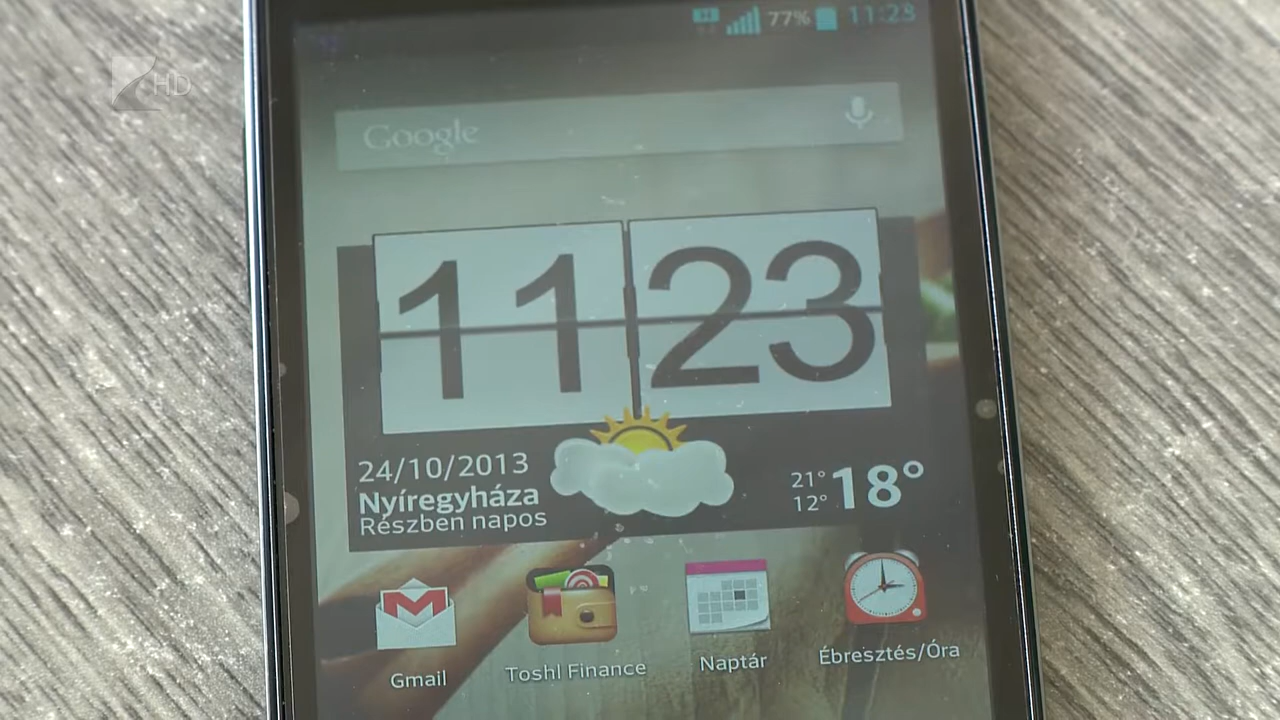 HD
77% 11:23
Google
11 23
24/10/2013
Nyíregyháza
Részben napos
21°
12°
18°
Gmail
Toshl Finance
Naptár
Ébresztés/Óra